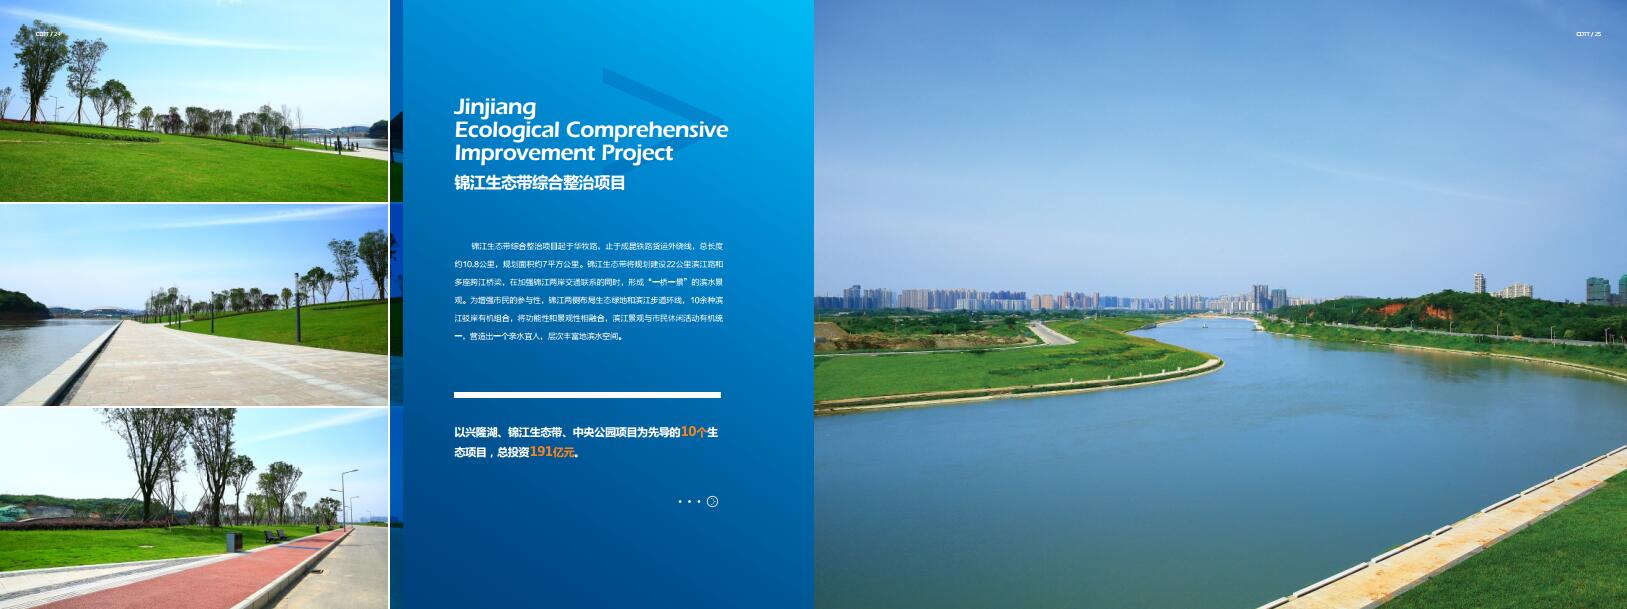 CDTT / 24
CDTT / 25
Jinjiang
Ecological Comprehensive
Improvement Project
锦江生态带综合整治项目
锦江生态带综合整治项目起于华牧路，止于成昆铁路货运外绕线，总长度
约10.8公里，规划面积约7平方公里。锦江生态带将规划建设22公里滨江路和
多座跨江桥梁，在加强锦江两岸交通联系的同时，形成“一桥一景”的滨水景
观。为增强市民的参与性，锦江两侧布局生态绿地和滨江步道环线，10余种滨
江驳岸有机组合，将功能性和景观性相融合，滨江景观与市民休闲活动有机统
一，营造出一个亲水宜人，层次丰富地滨水空间。
以兴隆湖、锦江生态带、中央公园项目为先导的10个生
态项目，总投资191亿元。